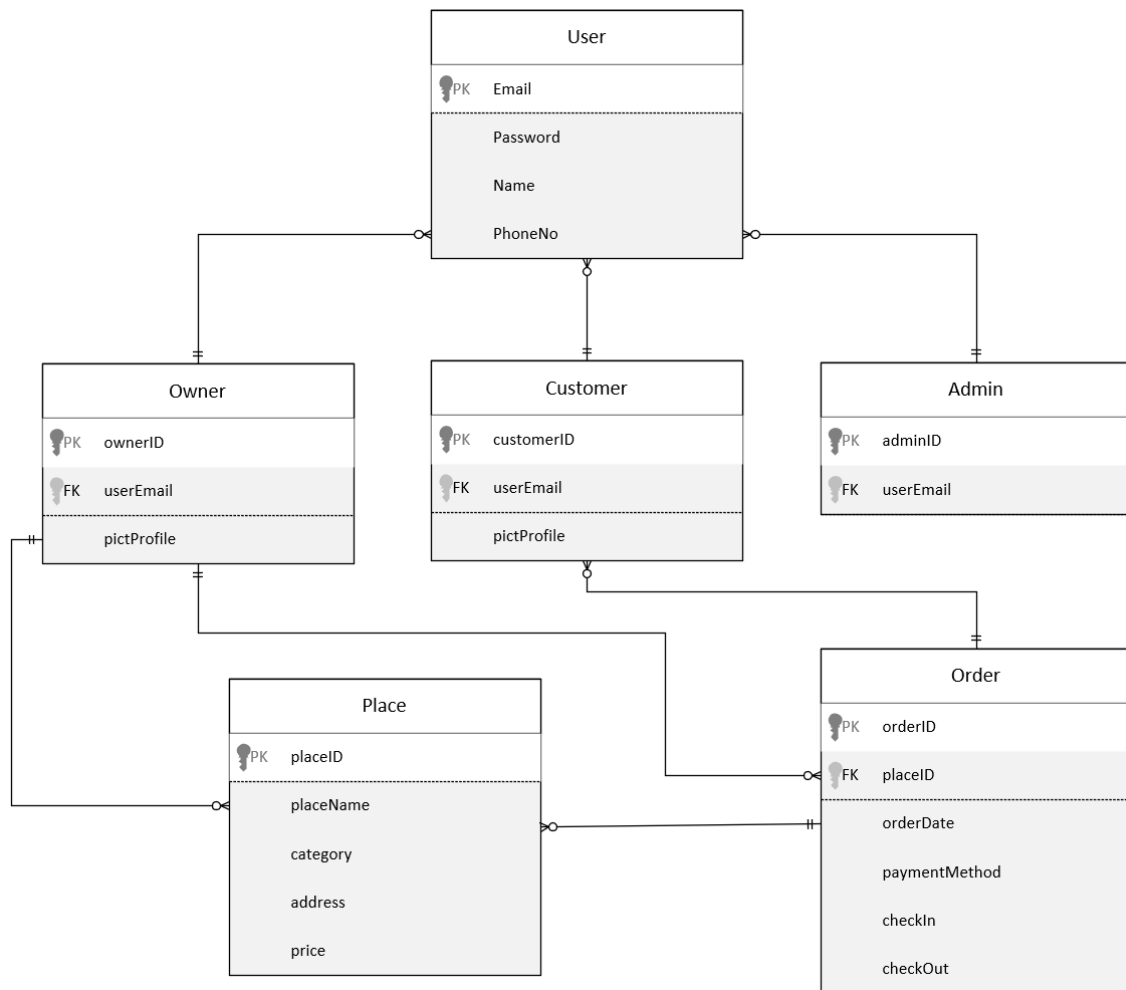 User
PK Email
Password
Name
PhoneNo
Owner
PK ownerID
FK userEmail
pictProfile
Customer
PK customerID
FK userEmail
pictProfile
Admin
PK adminID
FK userEmail
Place
PK placeID
placeName
category
address
price
Order
PK orderID
FK placeID
orderDate
paymentMethod
checkIn
checkOut